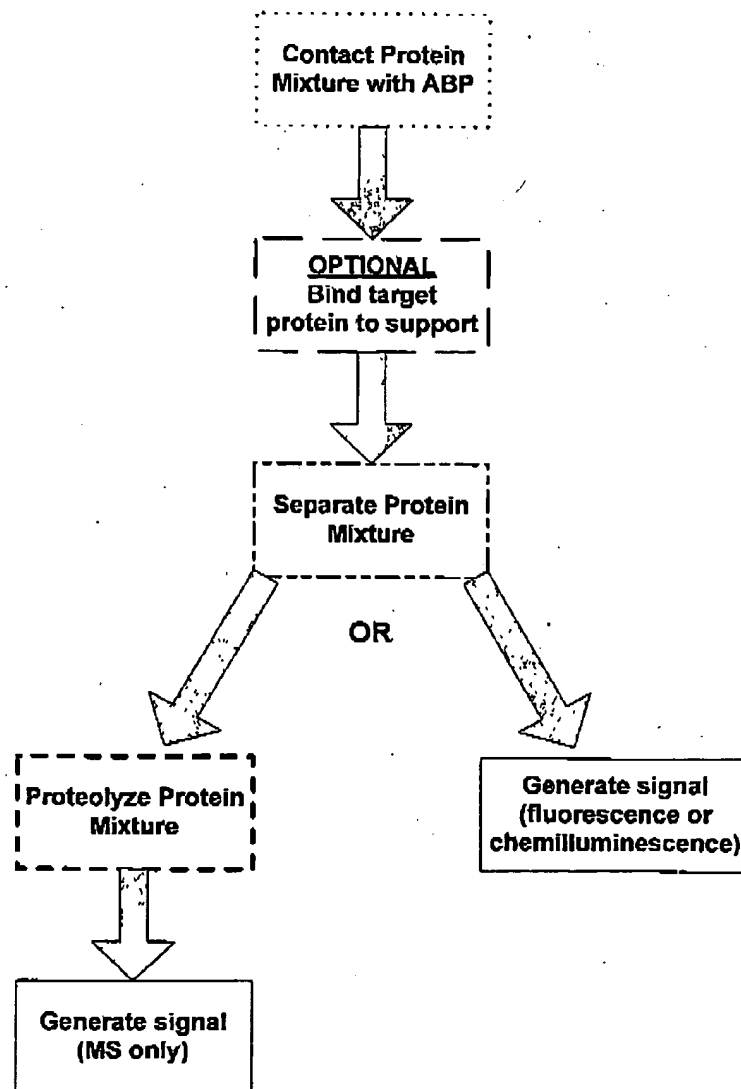 Contact Protein
Mixture with ABP
OPTIONAL
Bind target
protein to support
Separate Protein
Mixture
OR
Proteolyze Protein
Mixture
Generate signal
(fluorescence or
chemilluminescence)
Generate signal
(MS only)